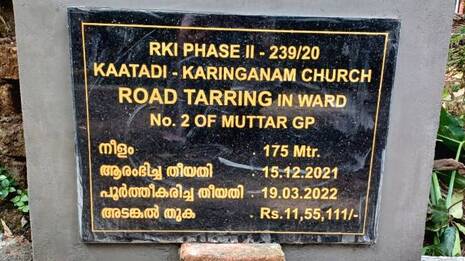 RKI PHASE II - 239/20
KAATADI - KARINGANAM CHURCH
ROAD TARRING IN WARD
No. 2 OF MUTTAR GP
നീളം : 175 Mtr.
ആരംഭിച്ച തീയതി : 15.12.2021
പൂർത്തീകരിച്ച തീയതി : 19.03.2022
അടങ്കൽ തുക : Rs.11,55,111/-